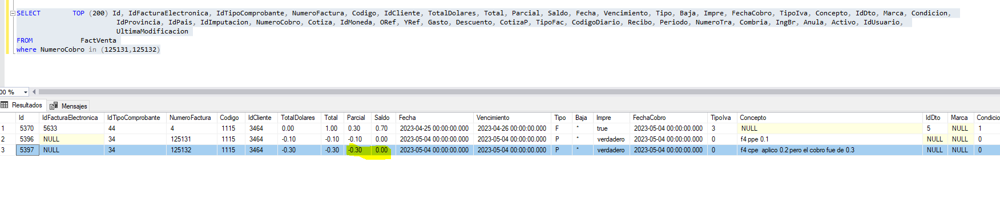 SELECT TOP (200) Id, IdFacturaElectronica, IdTipoComprobante, NumeroFactura, Codigo, IdCliente, TotalDolares, Total, Parcial, Saldo, Fecha, Vencimiento, Tipo, Baja, Impre, FechaCobro, TipoIva, Concepto, IdDto, Marca, Condicion,
IdProvincia, IdPais, IdImputacion, NumeroCobro, Cotiza, IdMoneda, ORef, YRef, Gasto, Descuento, CotizaP, TipoFac, CodigoDiario, Recibo, Periodo, NumeroTra, Combria, IngBr, Anula, Activo, IdUsuario,
UltimaModificacion
FROM FactVenta
where NumeroCobro in (125131,125132)
00 %
Resultados Mensajes
Id IdFacturaElectronica IdTipoComprobante NumeroFactura Codigo IdCliente TotalDolares Total Parcial Saldo Fecha Vencimiento Tipo Baja Impre FechaCobro TipoIva Concepto IdDto Marca Condicio
1 5370 5633 44 4 1115 3464 0.00 1.00 0.30 0.70 2023-04-25 00:00:00.000 2023-04-26 00:00:00.000 F * true 2023-05-04 00:00:00.000 3 NULL 5 NULL 1
2 5396 NULL 34 125131 1115 3464 -0.10 -0.10 -0.10 0.00 2023-05-04 00:00:00.000 2023-05-04 00:00:00.000 P * verdadero 2023-05-04 00:00:00.000 0 f4 ppe 0.1 NULL NULL 0
3 5397 NULL 34 125132 1115 3464 -0.30 -0.30 -0.30 0.00 2023-05-04 00:00:00.000 2023-05-04 00:00:00.000 P * verdadero 2023-05-04 00:00:00.000 0 f4 cpe aplico 0.2 pero el cobro fue de 0.3 NULL NULL 0